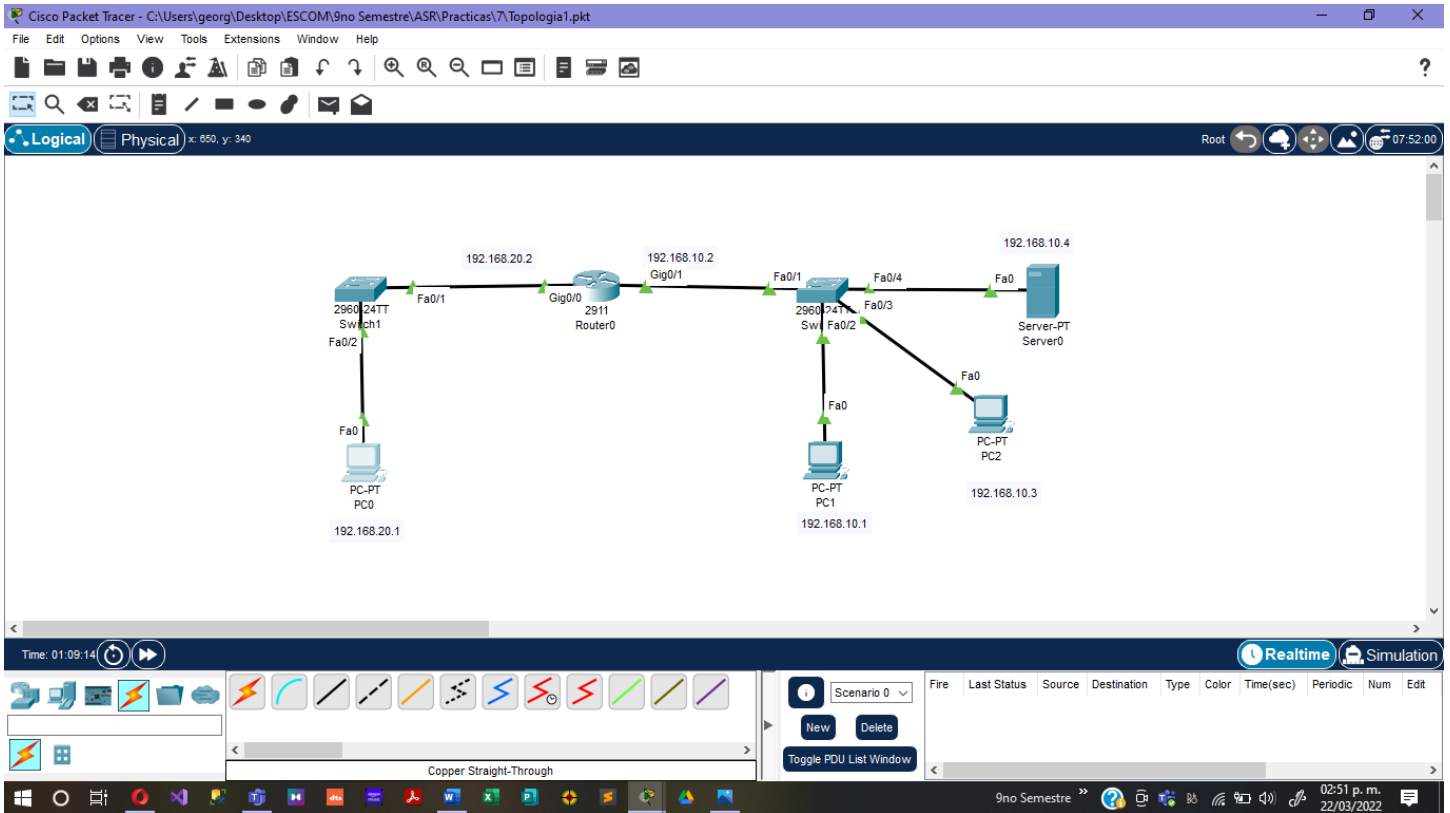 Cisco Packet Tracer - C:\Users\georg\Desktop\ESCOM\9no Semestre\ASR\Practicas\7\Topologia1.pkt
File Edit Options View Tools Extensions Window Help
?
Logical Physical x: 650, y: 340 Root 07:52:00
192.168.10.4
192.168.20.2 192.168.10.2
Gig0/1 Fa0/1 Fa0/4 Fa0
Fa0/1 Gig0/0
2960-24TT 2911 2960-24TT Fa0/3
Switch1 Router0 Swi Fa0/2 Server-PT
Fa0/2 Server0
Fa0
Fa0
Fa0
PC-PT
PC2
PC-PT PC-PT
PC0 PC1
192.168.10.3
192.168.20.1 192.168.10.1
Time: 01:09:14 Realtime Simulation
Scenario 0 Fire Last Status Source Destination Type Color Time(sec) Periodic Num Edit
New Delete
Toggle PDU List Window
Copper Straight-Through
9no Semestre » 02:51 p. m.
22/03/2022